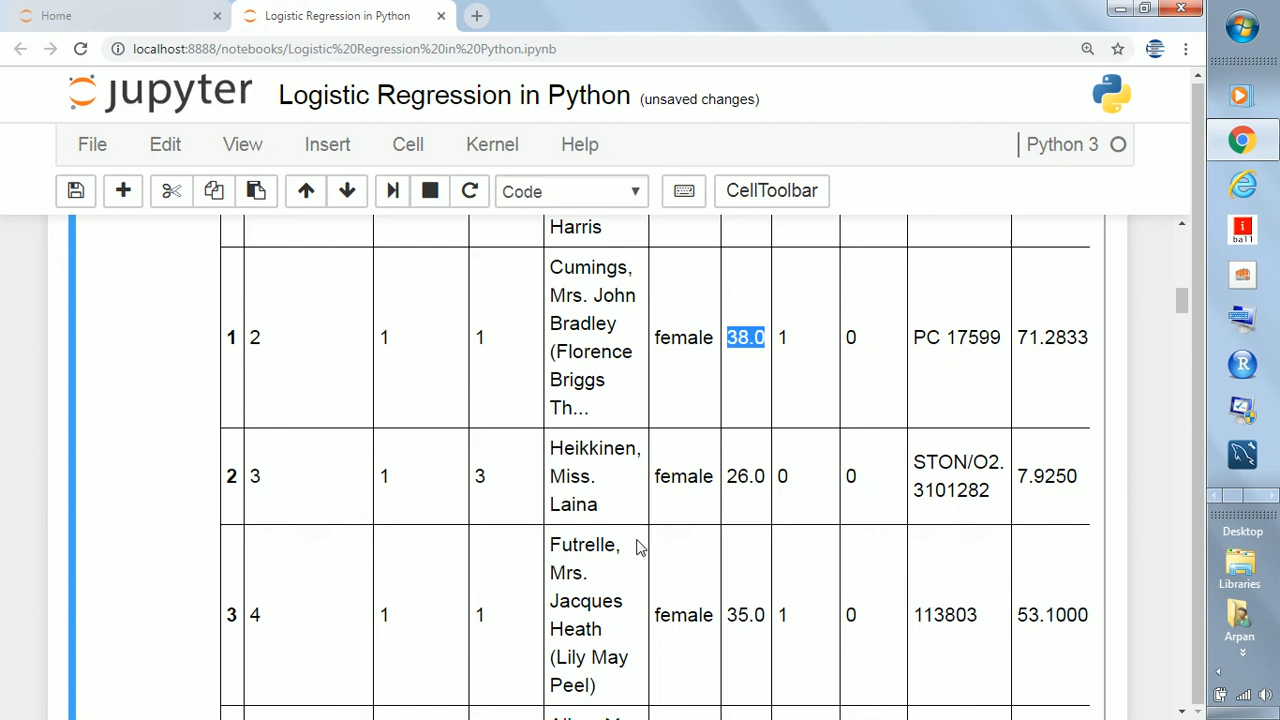 Home
Logistic Regression in Python
localhost:8888/notebooks/Logistic%20Regression%20in%20Python.ipynb
jupyter Logistic Regression in Python (unsaved changes)
File Edit View Insert Cell Kernel Help Python 3
Code CellToolbar
Harris
1 2 1 1 Cumings, Mrs. John Bradley (Florence Briggs Th... female 38.0 1 0 PC 17599 71.2833
2 3 1 3 Heikkinen, Miss. Laina female 26.0 0 0 STON/O2. 3101282 7.9250
3 4 1 1 Futrelle, Mrs. Jacques Heath (Lily May Peel) female 35.0 1 0 113803 53.1000
i
ball
R
Desktop
Libraries
Arpan